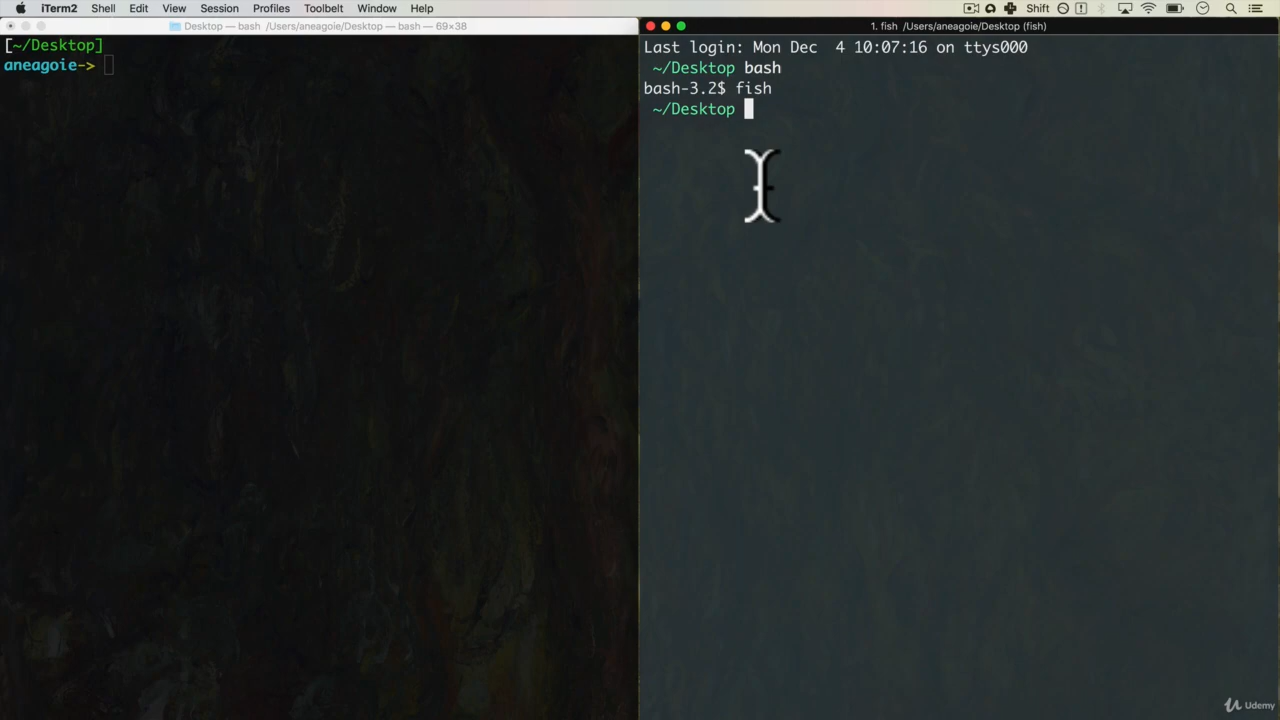 iTerm2 Shell Edit View Session Profiles Toolbelt Window Help Shift
Desktop — bash /Users/aneagoie/Desktop — bash — 69×38
[~/Desktop]
aneagoie->
1. fish /Users/aneagoie/Desktop (fish)
Last login: Mon Dec  4 10:07:16 on ttys000
~/Desktop bash
bash-3.2$ fish
~/Desktop
Udemy